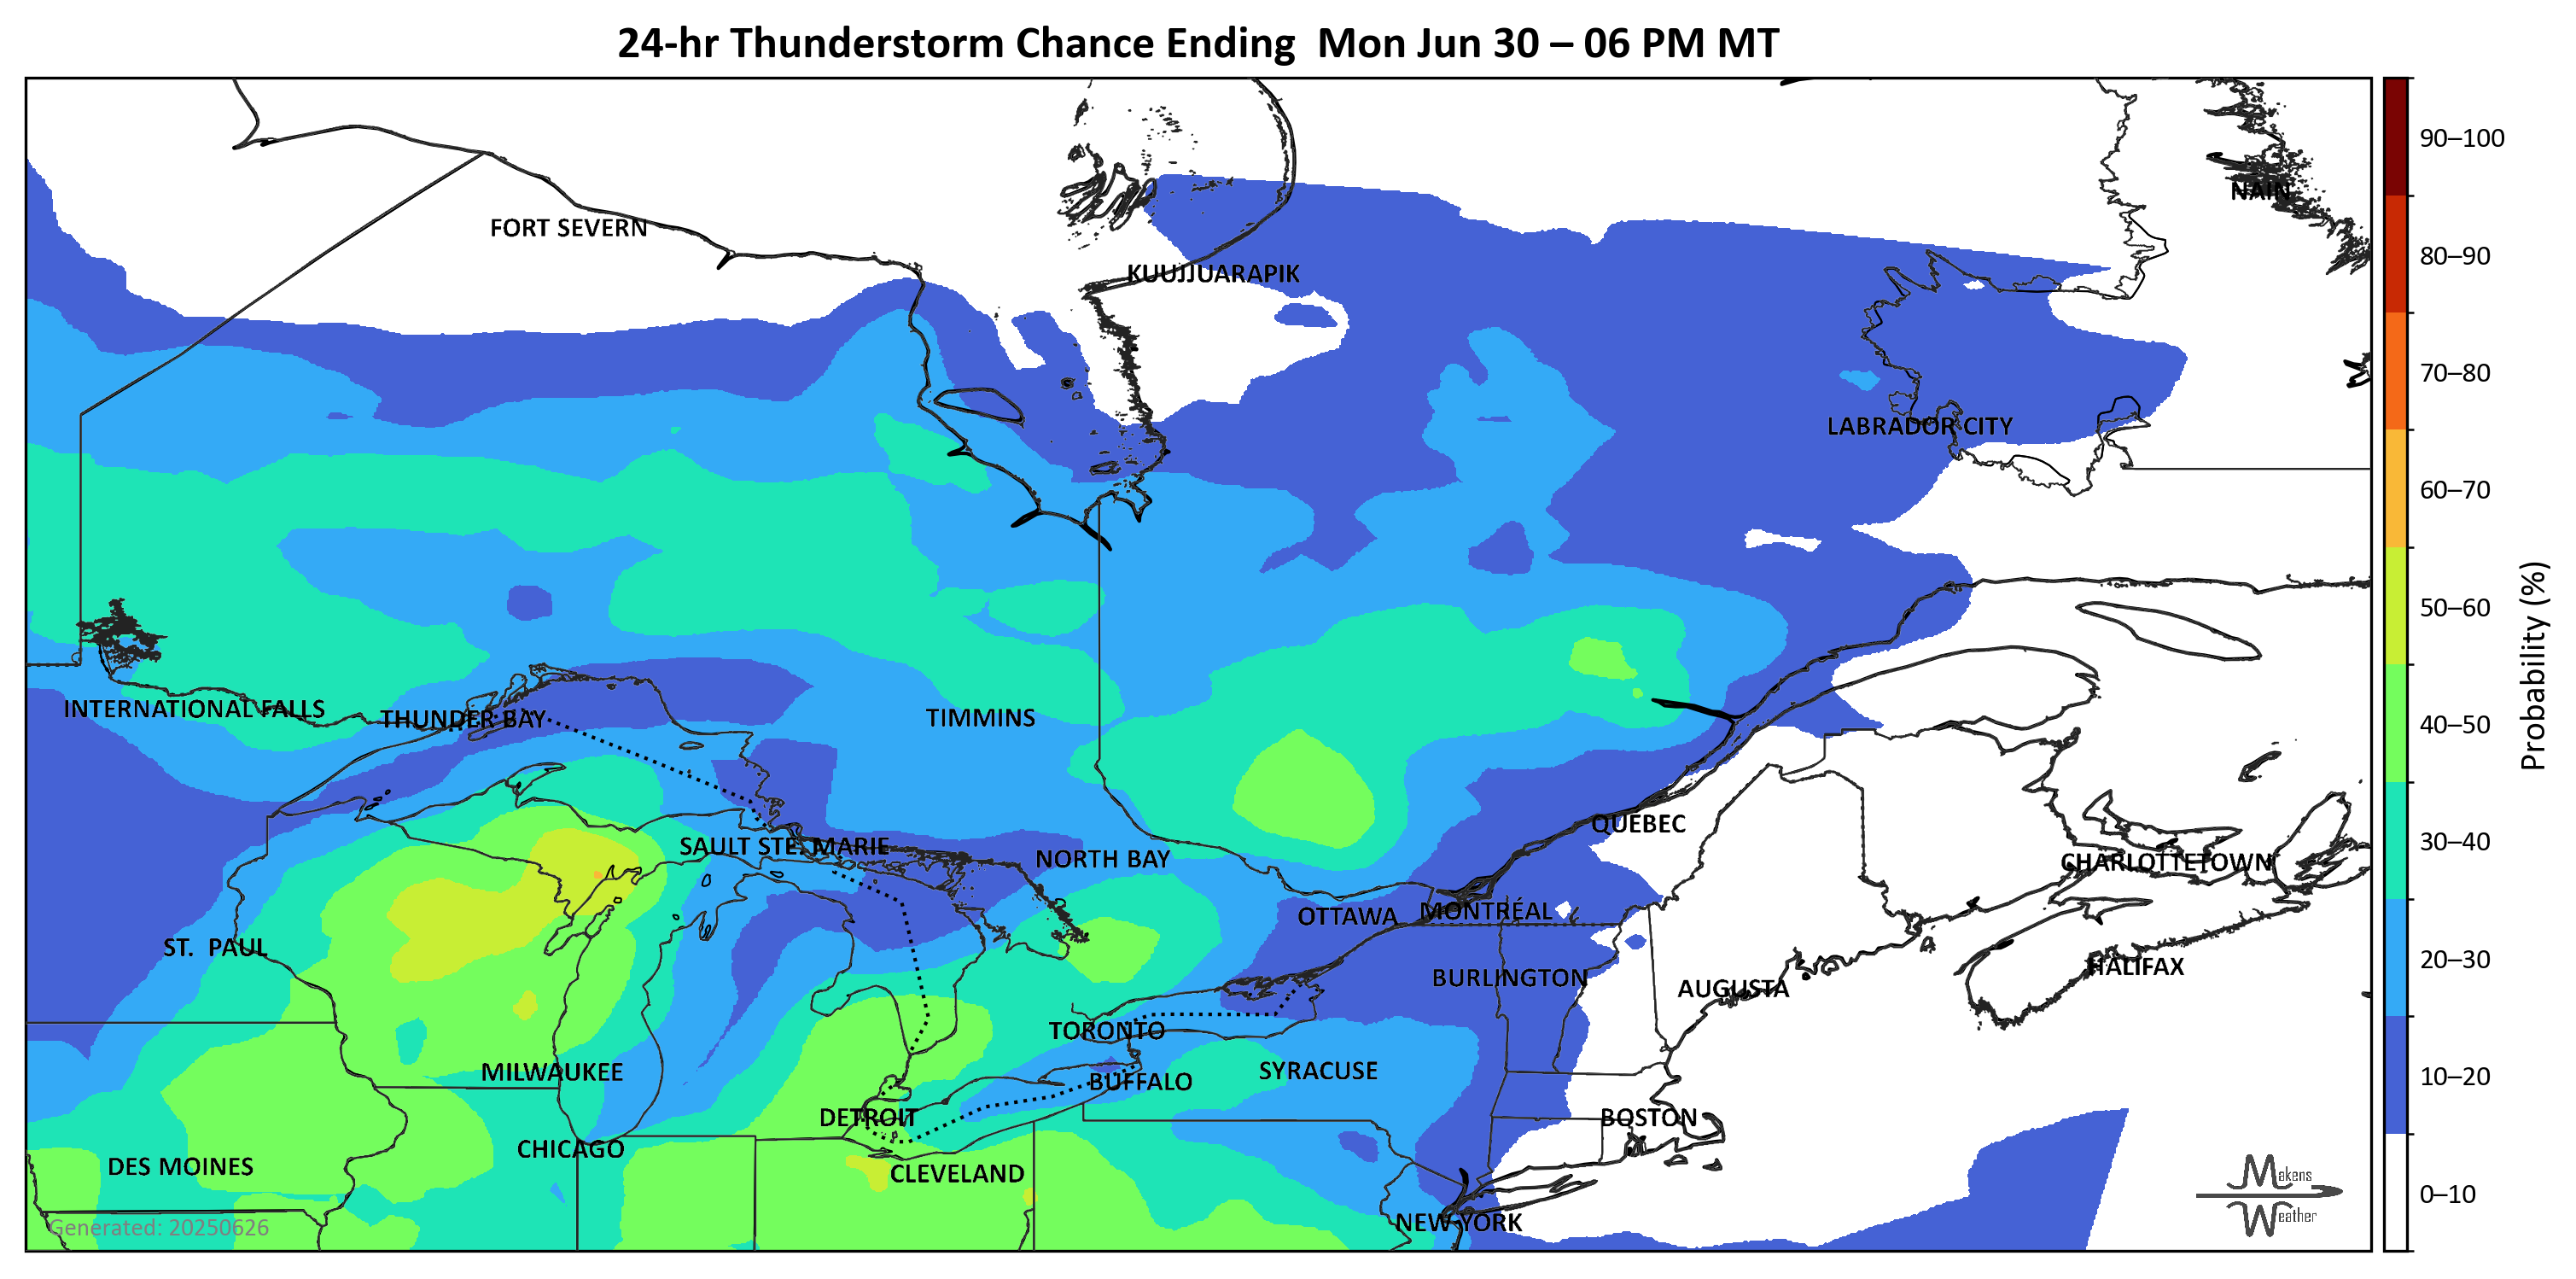 24-hr Thunderstorm Chance Ending  Mon Jun 30 – 06 PM MT
90–100
80–90
70–80
60–70
50–60
40–50
30–40
20–30
10–20
0–10
Probability (%)
NAIN
FORT SEVERN
KUUJJUARAPIK
LABRADOR CITY
INTERNATIONAL FALLS
THUNDER BAY
TIMMINS
QUEBEC
SAULT STE. MARIE
NORTH BAY
CHARLOTTETOWN
OTTAWA
MONTRÉAL
ST. PAUL
HALIFAX
BURLINGTON
AUGUSTA
TORONTO
MILWAUKEE
SYRACUSE
BUFFALO
DETROIT
BOSTON
CHICAGO
DES MOINES
CLEVELAND
NEW YORK
Makens
Weather
Generated: 20250626